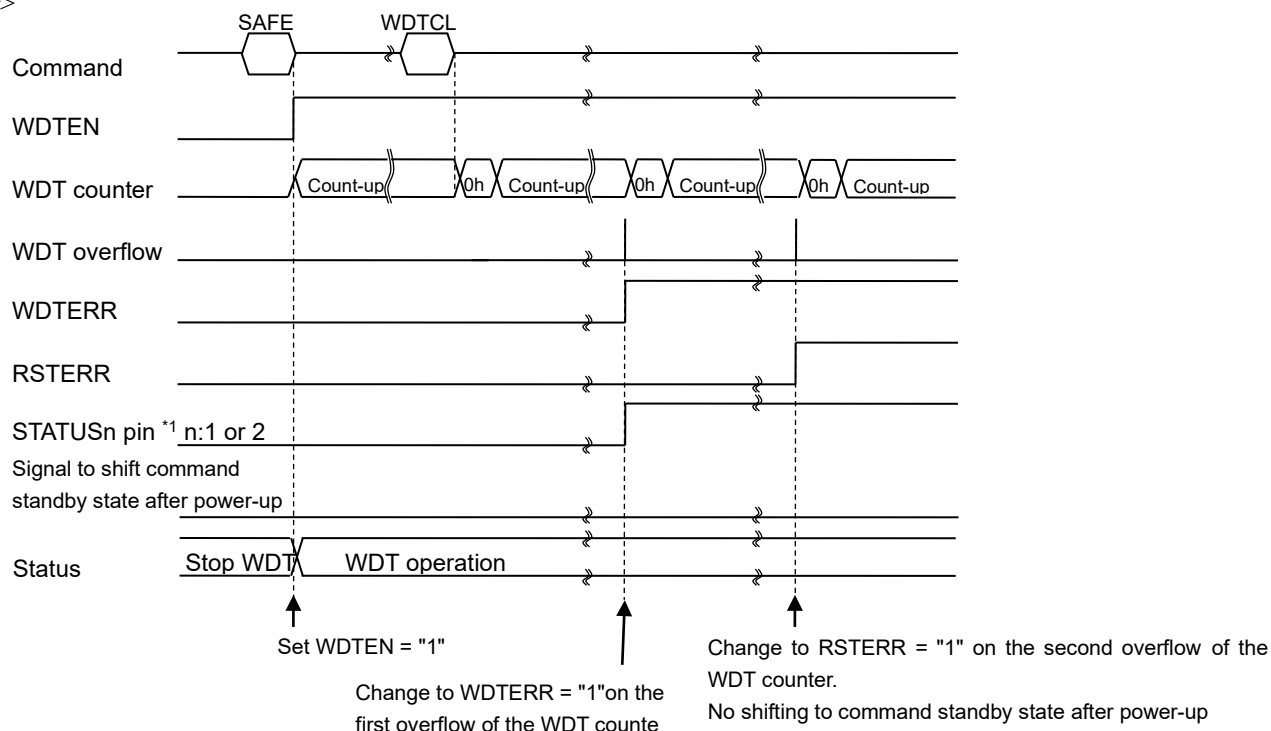 >
SAFE WDTCL
Command
WDTEN
WDT counter Count-up 0h Count-up 0h Count-up 0h Count-up
WDT overflow
WDTERR
RSTERR
STATUSn pin *1 n:1 or 2
Signal to shift command
standby state after power-up
Status Stop WDT WDT operation
Set WDTEN = "1"
Change to WDTERR = "1"on the
first overflow of the WDT counte
Change to RSTERR = "1" on the second overflow of the
WDT counter.
No shifting to command standby state after power-up